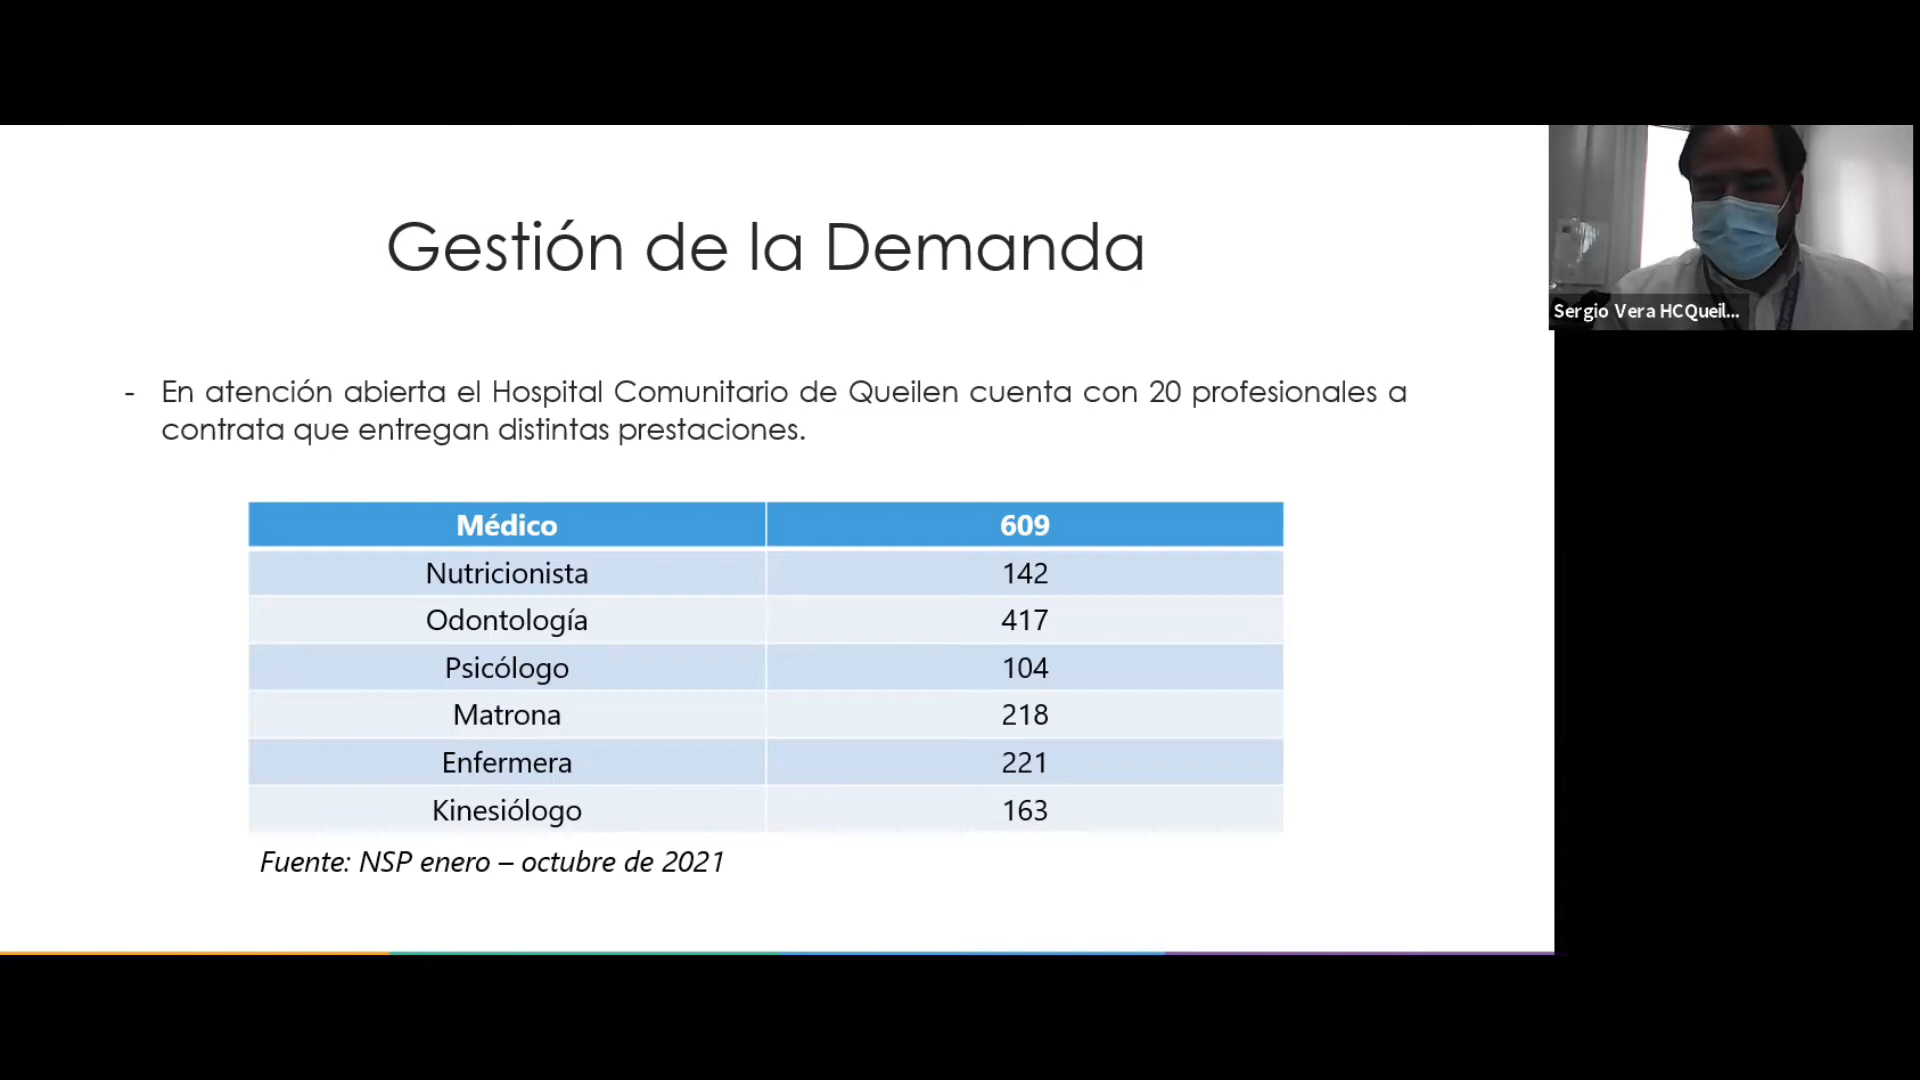 Gestión de la Demanda
Sergio Vera HCQueil...
- En atención abierta el Hospital Comunitario de Queilen cuenta con 20 profesionales a
contrata que entregan distintas prestaciones.
Médico 609
Nutricionista 142
Odontología 417
Psicólogo 104
Matrona 218
Enfermera 221
Kinesiólogo 163
Fuente: NSP enero – octubre de 2021